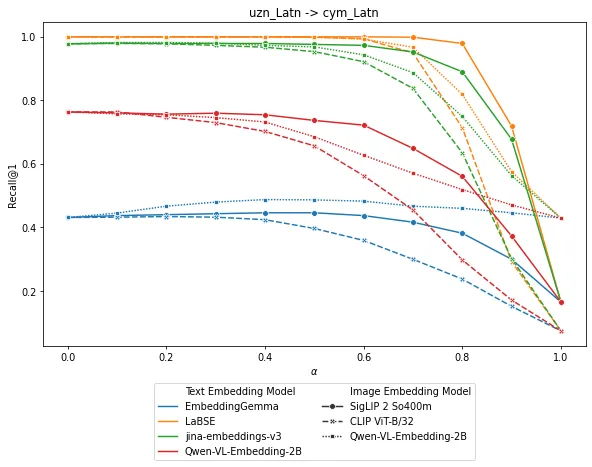 uzn_Latn -> cym_Latn
Recall@1
1.0
0.8
0.6
0.4
0.2
0.0 0.2 0.4 0.6 0.8 1.0
α
Text Embedding Model Image Embedding Model
EmbeddingGemma SigLIP 2 So400m
LaBSE CLIP ViT-B/32
jina-embeddings-v3 Qwen-VL-Embedding-2B
Qwen-VL-Embedding-2B